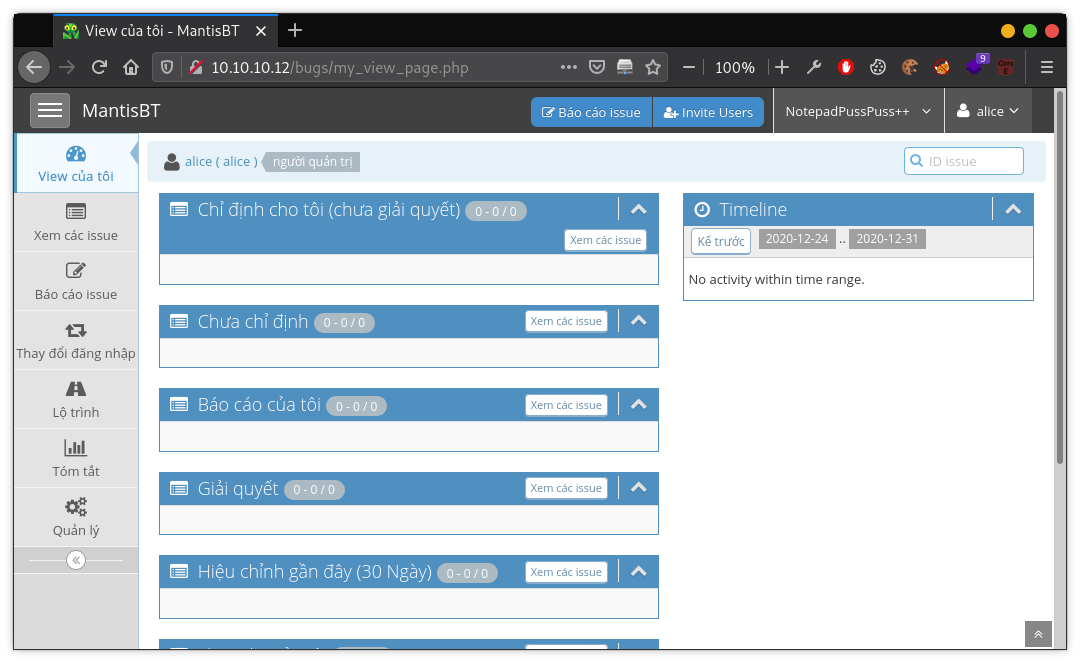 View của tôi - MantisBT
10.10.10.12/bugs/my_view_page.php
100%
9
MantisBT
Báo cáo issue
Invite Users
NotepadPussPuss++
alice
View của tôi
Xem các issue
Báo cáo issue
Thay đổi đăng nhập
Lộ trình
Tóm tắt
Quản lý
alice ( alice ) người quản trị
ID issue
Chỉ định cho tôi (chưa giải quyết) 0 - 0 / 0
Xem các issue
Chưa chỉ định 0 - 0 / 0 Xem các issue
Báo cáo của tôi 0 - 0 / 0 Xem các issue
Giải quyết 0 - 0 / 0 Xem các issue
Hiệu chỉnh gần đây (30 Ngày) 0 - 0 / 0 Xem các issue
Timeline
Kế trước 2020-12-24 .. 2020-12-31
No activity within time range.